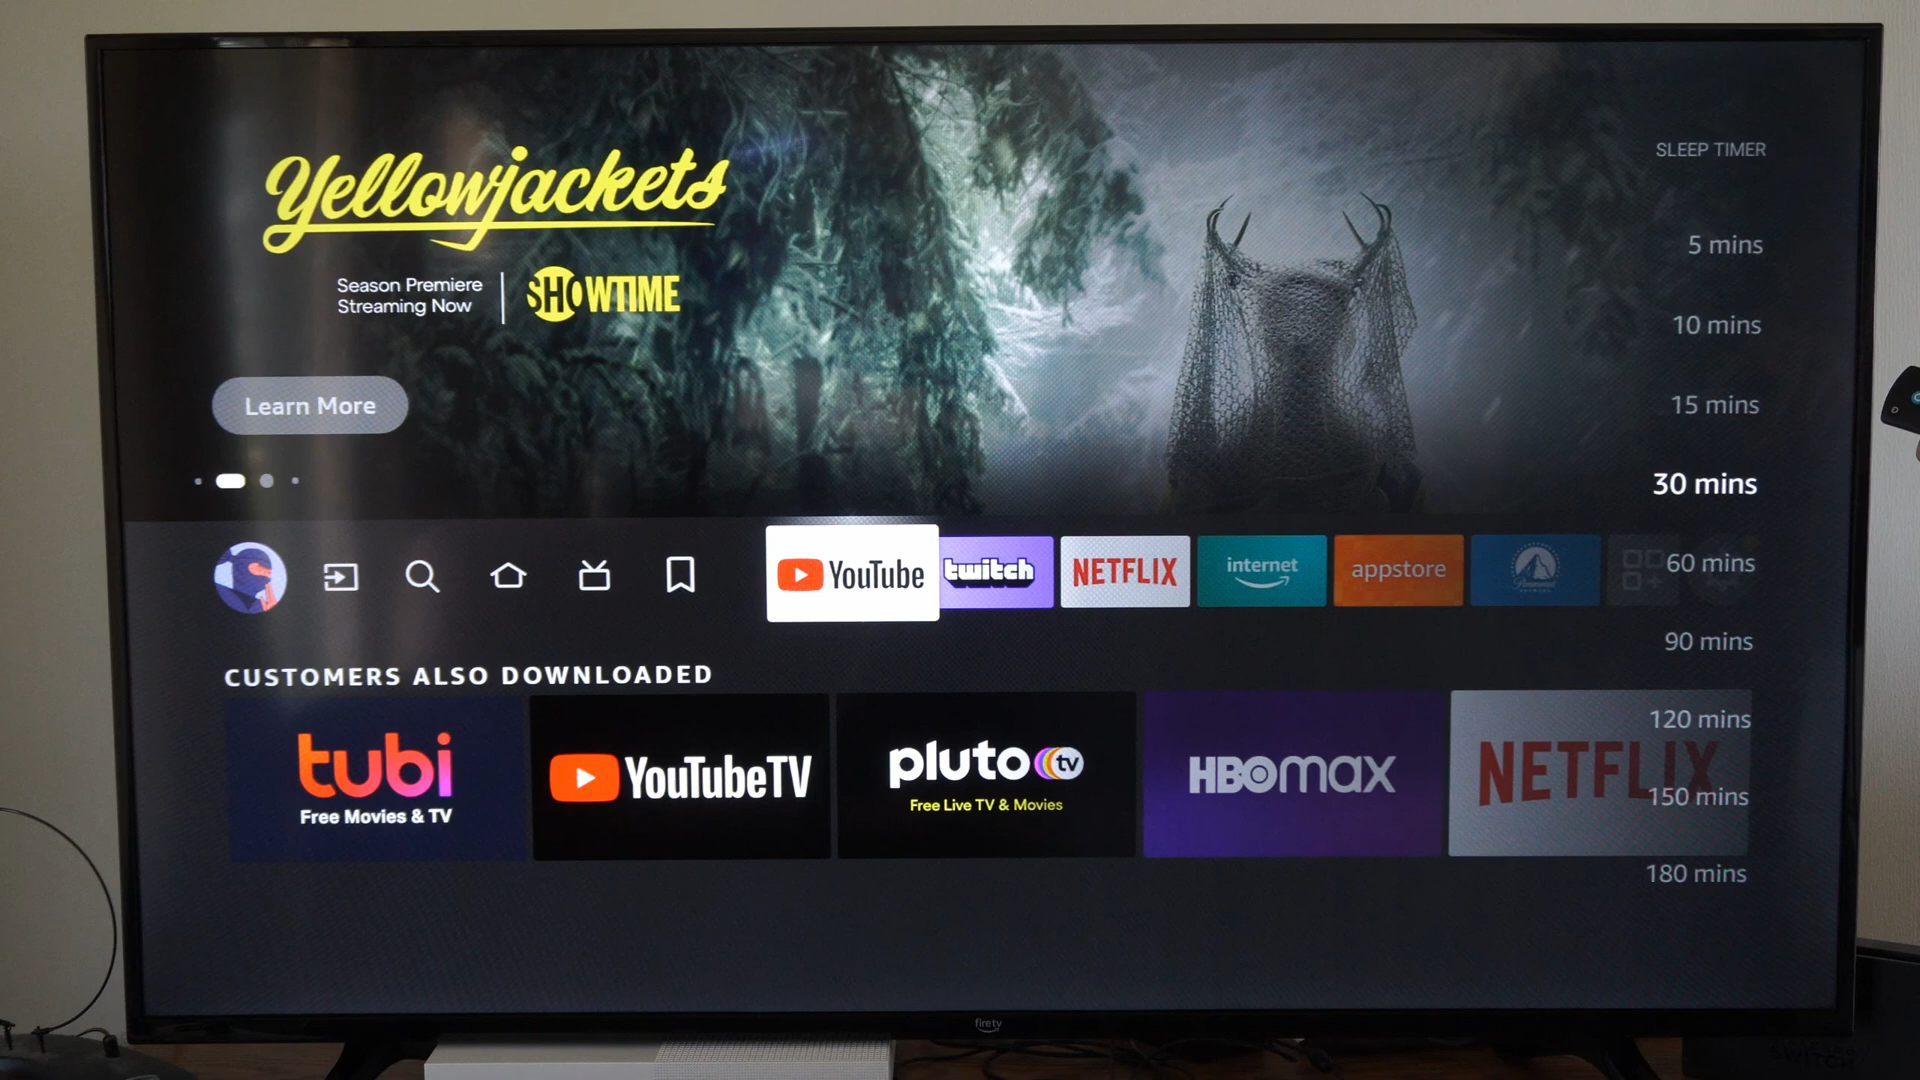 Yellowjackets
Season Premiere
Streaming Now
SHOWTIME
Learn More
SLEEP TIMER
5 mins
10 mins
15 mins
30 mins
60 mins
90 mins
120 mins
150 mins
180 mins
YouTube
twitch
NETFLIX
internet
appstore
Paramount
CUSTOMERS ALSO DOWNLOADED
tubi
Free Movies & TV
YouTubeTV
pluto tv
Free Live TV & Movies
HBOmax
NETFLIX
firetv
SWITCH